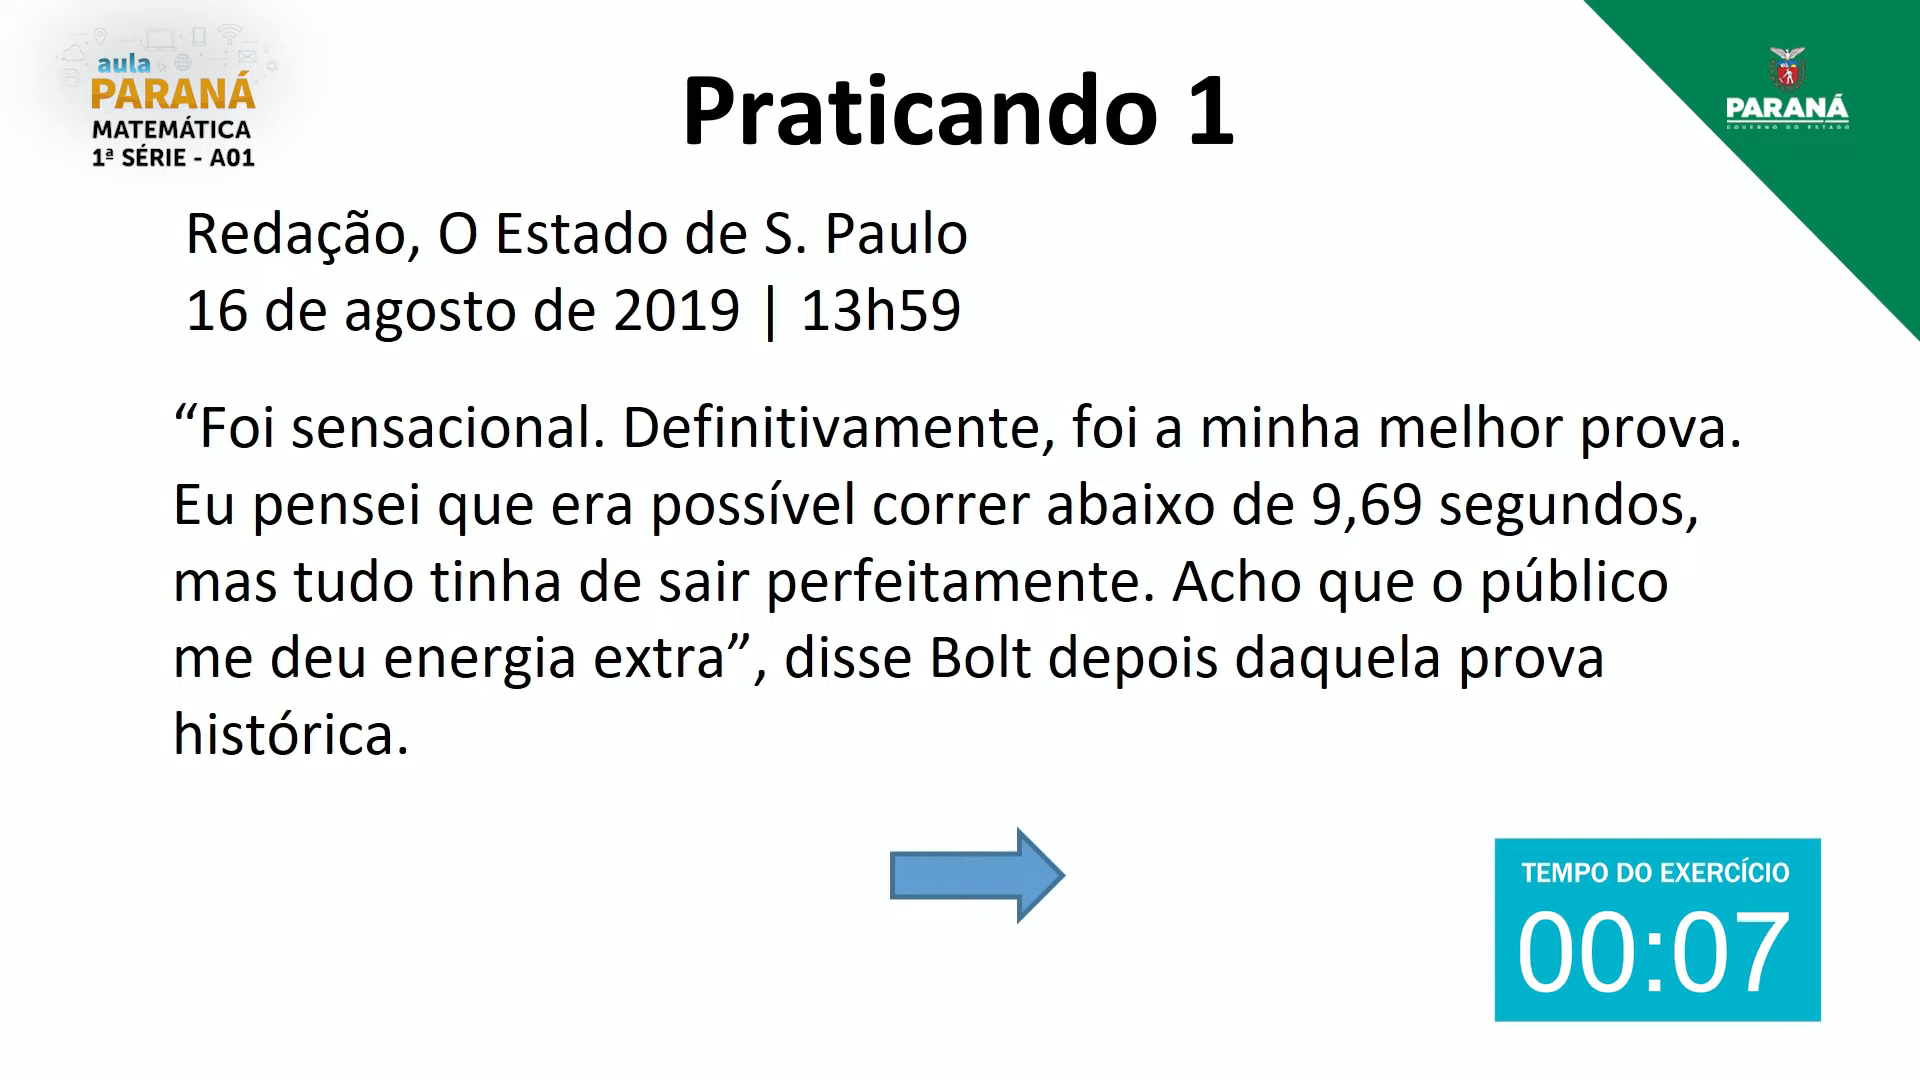 aula
PARANÁ
MATEMÁTICA
1ª SÉRIE - A01
Praticando 1
PARANÁ
GOVERNO DO ESTADO
Redação, O Estado de S. Paulo
16 de agosto de 2019 | 13h59
“Foi sensacional. Definitivamente, foi a minha melhor prova.
Eu pensei que era possível correr abaixo de 9,69 segundos,
mas tudo tinha de sair perfeitamente. Acho que o público
me deu energia extra”, disse Bolt depois daquela prova
histórica.
TEMPO DO EXERCÍCIO
00:07